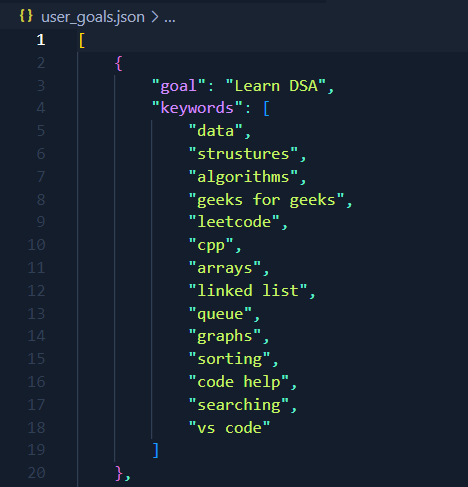 {} user_goals.json > ...
1 [
2 {
3 "goal": "Learn DSA",
4 "keywords": [
5 "data",
6 "strustures",
7 "algorithms",
8 "geeks for geeks",
9 "leetcode",
10 "cpp",
11 "arrays",
12 "linked list",
13 "queue",
14 "graphs",
15 "sorting",
16 "code help",
17 "searching",
18 "vs code"
19 ]
20 },